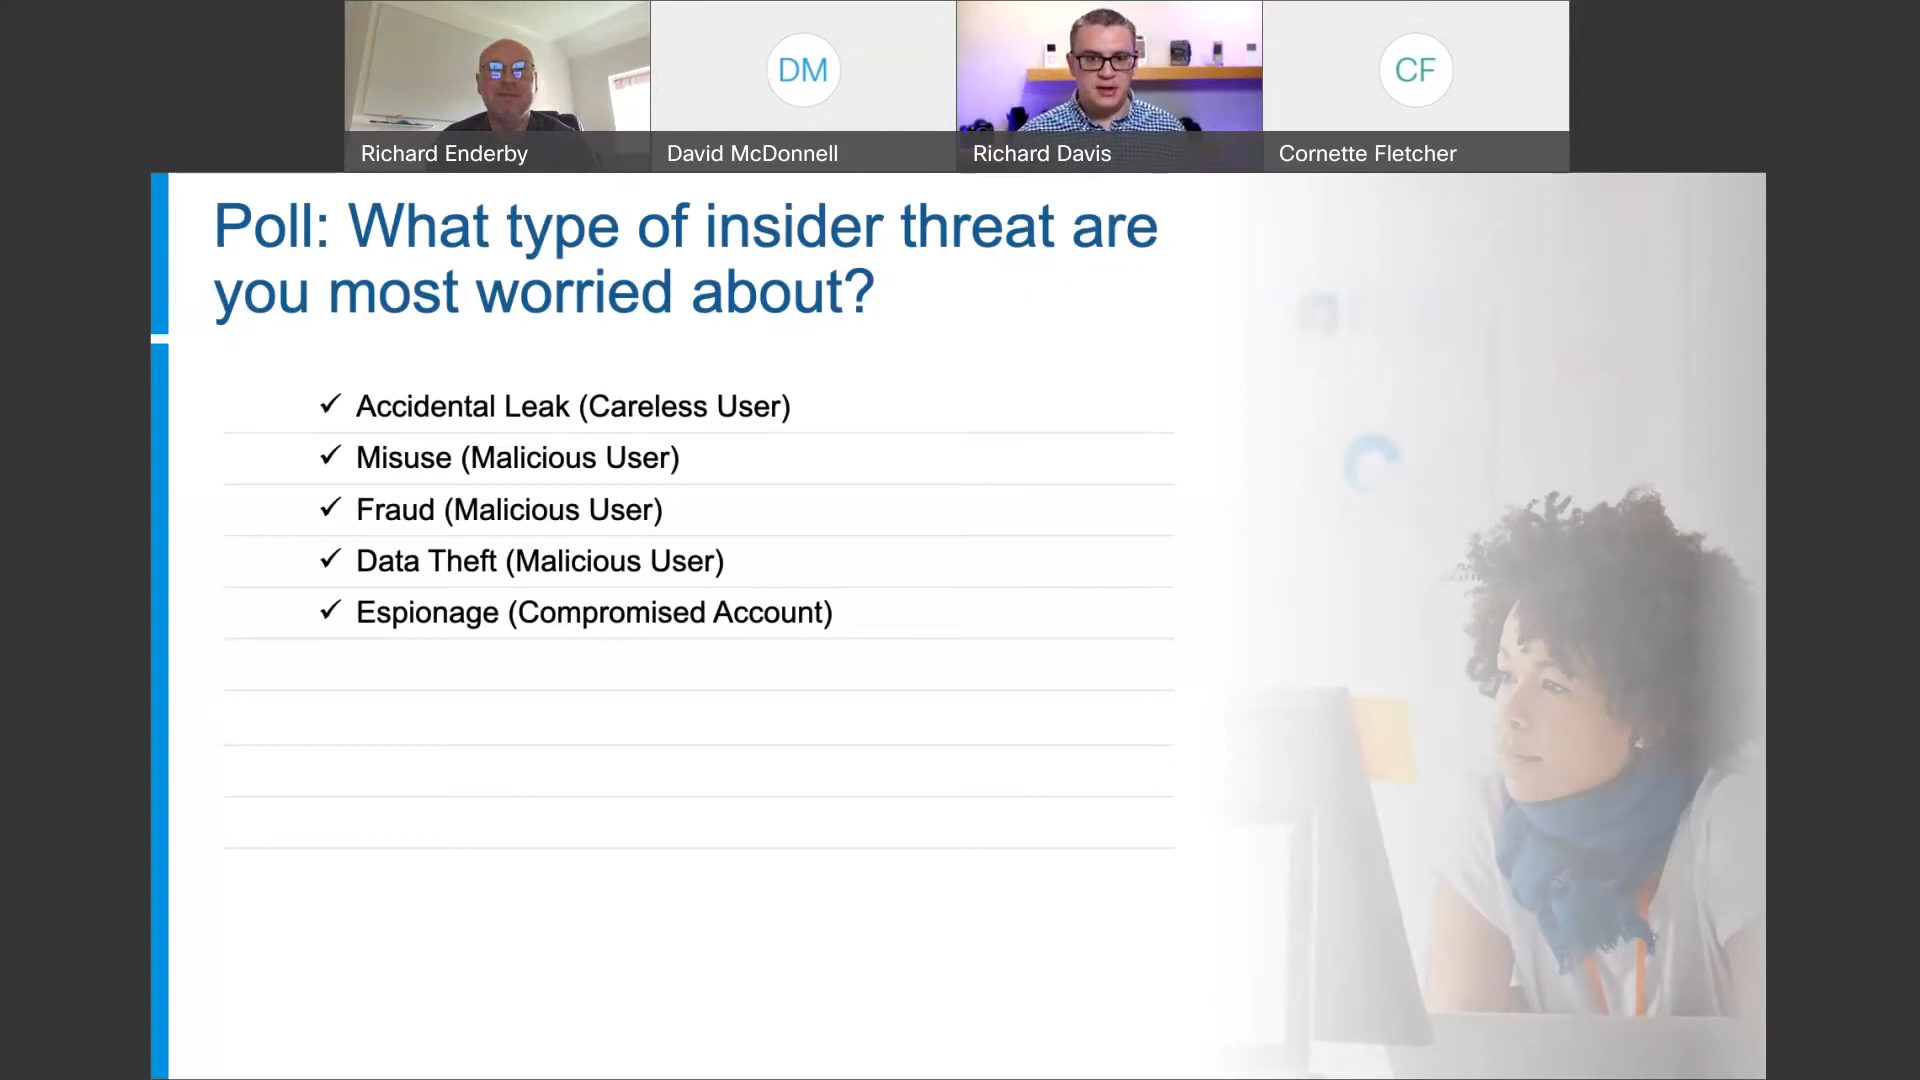 DM
CF
Richard Enderby
David McDonnell
Richard Davis
Cornette Fletcher
Poll: What type of insider threat are
you most worried about?
✓ Accidental Leak (Careless User)
✓ Misuse (Malicious User)
✓ Fraud (Malicious User)
✓ Data Theft (Malicious User)
✓ Espionage (Compromised Account)